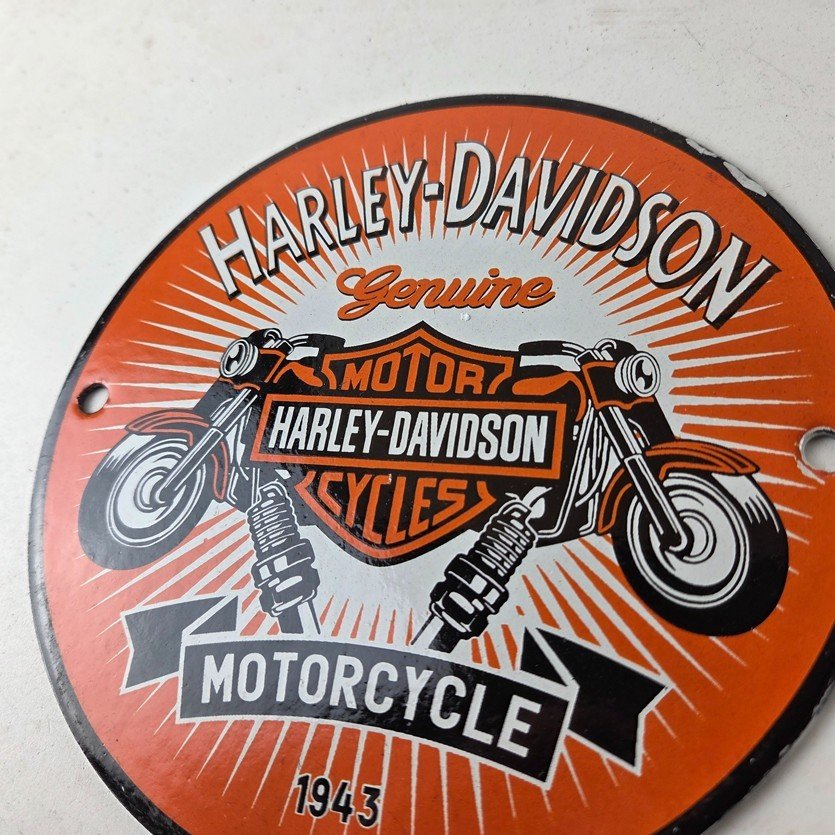 HARLEY-DAVIDSON
Genuine
MOTOR
HARLEY-DAVIDSON
CYCLES
MOTORCYCLE
1943